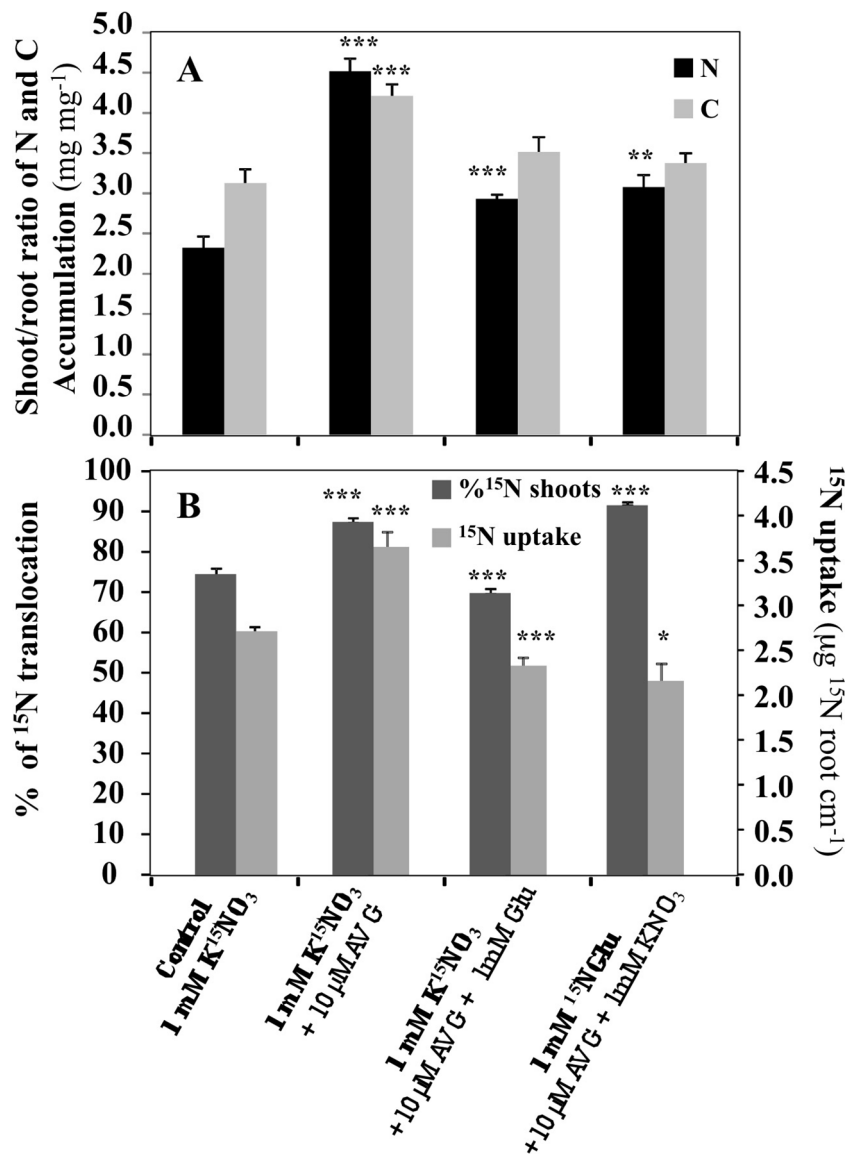 Shoot/root ratio of N and C
Accumulation (mg mg⁻¹)
5.0
4.5
4.0
3.5
3.0
2.5
2.0
1.5
1.0
0.5
0.0
A
***
***
***
**
N
C
% of ¹⁵N translocation
100
90
80
70
60
50
40
30
20
10
0
B
%¹⁵N shoots
¹⁵N uptake
***
***
***
***
***
*
4.5
4.0
3.5
3.0
2.5
2.0
1.5
1.0
0.5
0.0
¹⁵N uptake (µg ¹⁵N root cm⁻¹)
Control
1 mM K¹⁵NO₃
1 mM K¹⁵NO₃
+ 10 µM AVG
1 mM K¹⁵NO₃
+10 µM AVG + 1mM Glu
1 mM ¹⁵NGlu
+10 µM AVG + 1mM KNO₃